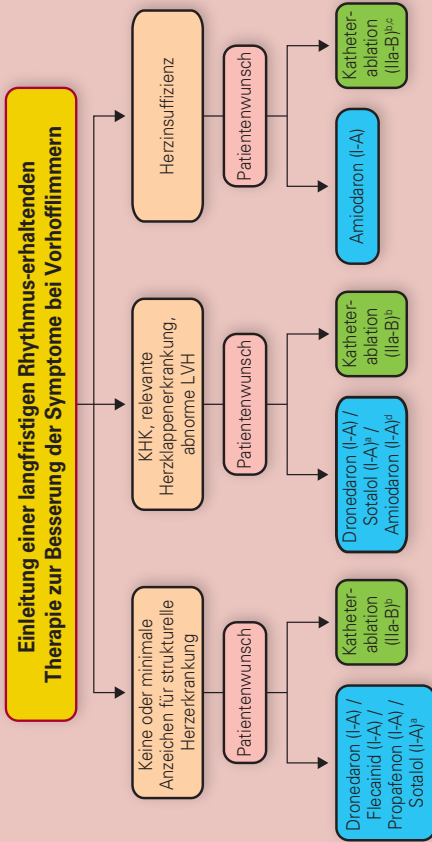 Einleitung einer langfristigen Rhythmus-erhaltenden
Therapie zur Besserung der Symptome bei Vorhofflimmern
Keine oder minimale
Anzeichen für strukturelle
Herzerkrankung
Patientenwunsch
Dronedaron (I-A) /
Flecainid (I-A) /
Propafenon (I-A) /
Sotalol (I-A)ᵃ
Katheter-
ablation
(IIa-B)ᵇ
KHK, relevante
Herzklappenerkrankung,
abnorme LVH
Patientenwunsch
Dronedaron (I-A) /
Sotalol (I-A)ᵃ /
Amiodaron (I-A)ᵈ
Katheter-
ablation
(IIa-B)ᵇ
Herzinsuffizienz
Patientenwunsch
Amiodaron (I-A)
Katheter-
ablation
(IIa-B)ᵇ,ᶜ